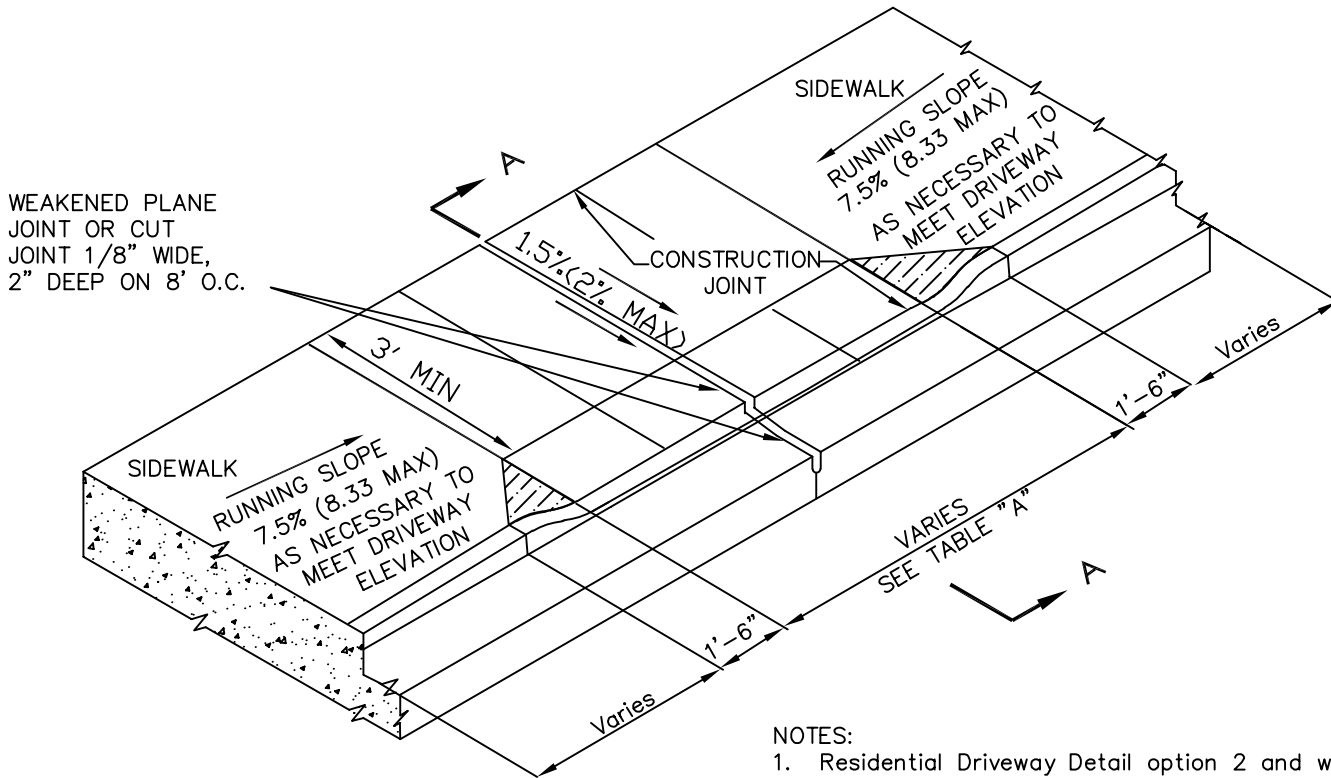 SIDEWALK
RUNNING SLOPE
7.5% (8.33 MAX)
AS NECESSARY TO
MEET DRIVEWAY
ELEVATION
A
WEAKENED PLANE
JOINT OR CUT
JOINT 1/8" WIDE,
2" DEEP ON 8' O.C.
1.5%(2% MAX)
CONSTRUCTION
JOINT
3' MIN
Varies
1'-6"
SIDEWALK
RUNNING SLOPE
7.5% (8.33 MAX)
AS NECESSARY TO
MEET DRIVEWAY
ELEVATION
VARIES
SEE TABLE "A"
A
1'-6"
Varies
NOTES:
1. Residential Driveway Detail option 2 and w